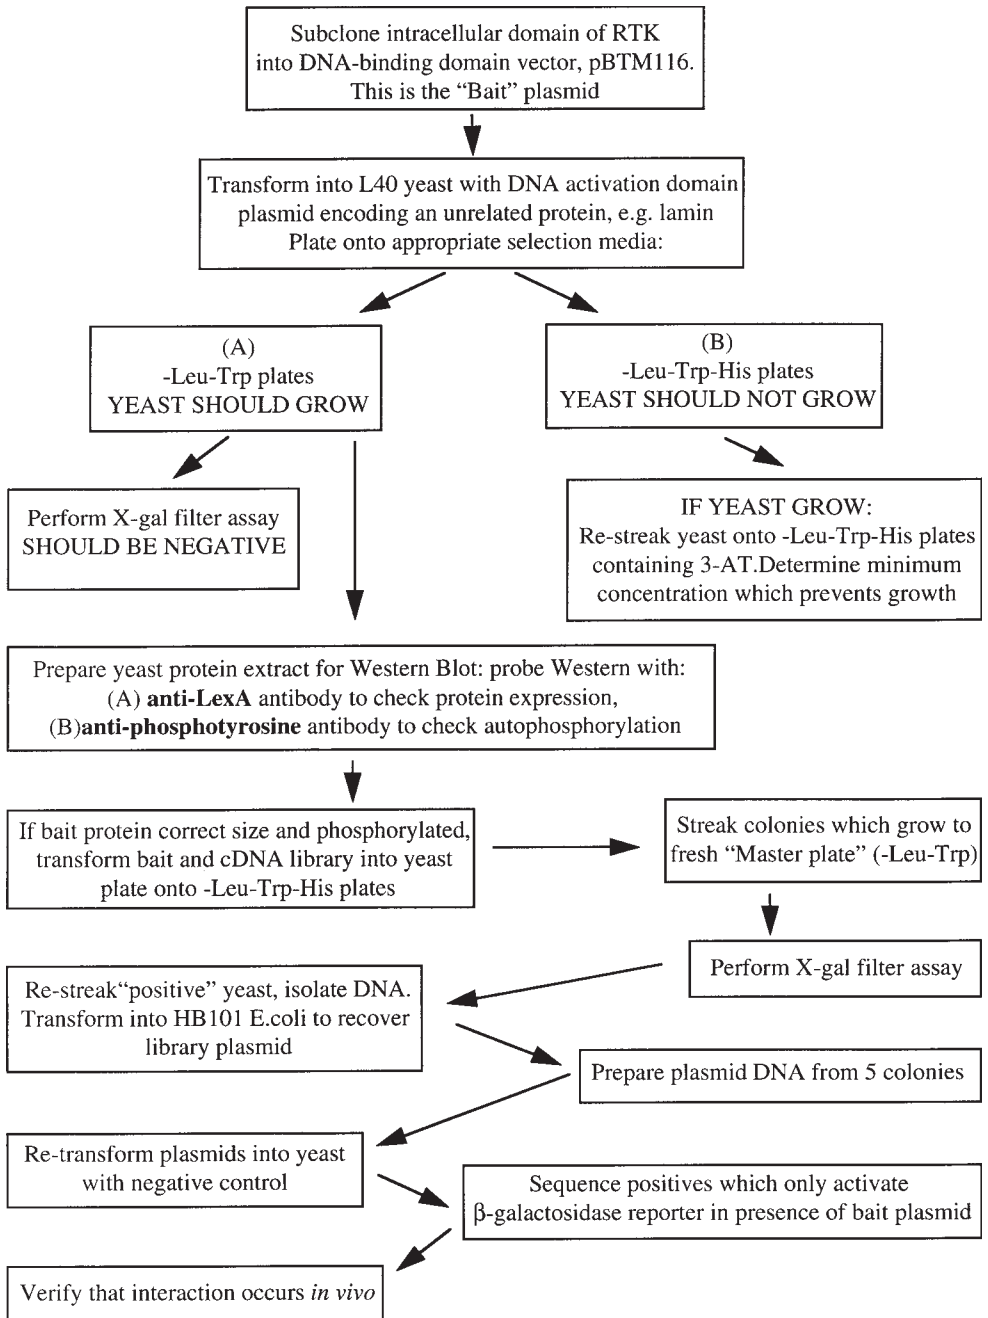 Subclone intracellular domain of RTK
into DNA-binding domain vector, pBTM116.
This is the “Bait” plasmid
Transform into L40 yeast with DNA activation domain
plasmid encoding an unrelated protein, e.g. lamin
Plate onto appropriate selection media:
(A)
-Leu-Trp plates
YEAST SHOULD GROW
(B)
-Leu-Trp-His plates
YEAST SHOULD NOT GROW
Perform X-gal filter assay
SHOULD BE NEGATIVE
IF YEAST GROW:
Re-streak yeast onto -Leu-Trp-His plates
containing 3-AT.Determine minimum
concentration which prevents growth
Prepare yeast protein extract for Western Blot: probe Western with:
(A) anti-LexA antibody to check protein expression,
(B)anti-phosphotyrosine antibody to check autophosphorylation
If bait protein correct size and phosphorylated,
transform bait and cDNA library into yeast
plate onto -Leu-Trp-His plates
Streak colonies which grow to
fresh “Master plate” (-Leu-Trp)
Perform X-gal filter assay
Re-streak“positive” yeast, isolate DNA.
Transform into HB101 E.coli to recover
library plasmid
Prepare plasmid DNA from 5 colonies
Re-transform plasmids into yeast
with negative control
Sequence positives which only activate
β-galactosidase reporter in presence of bait plasmid
Verify that interaction occurs in vivo